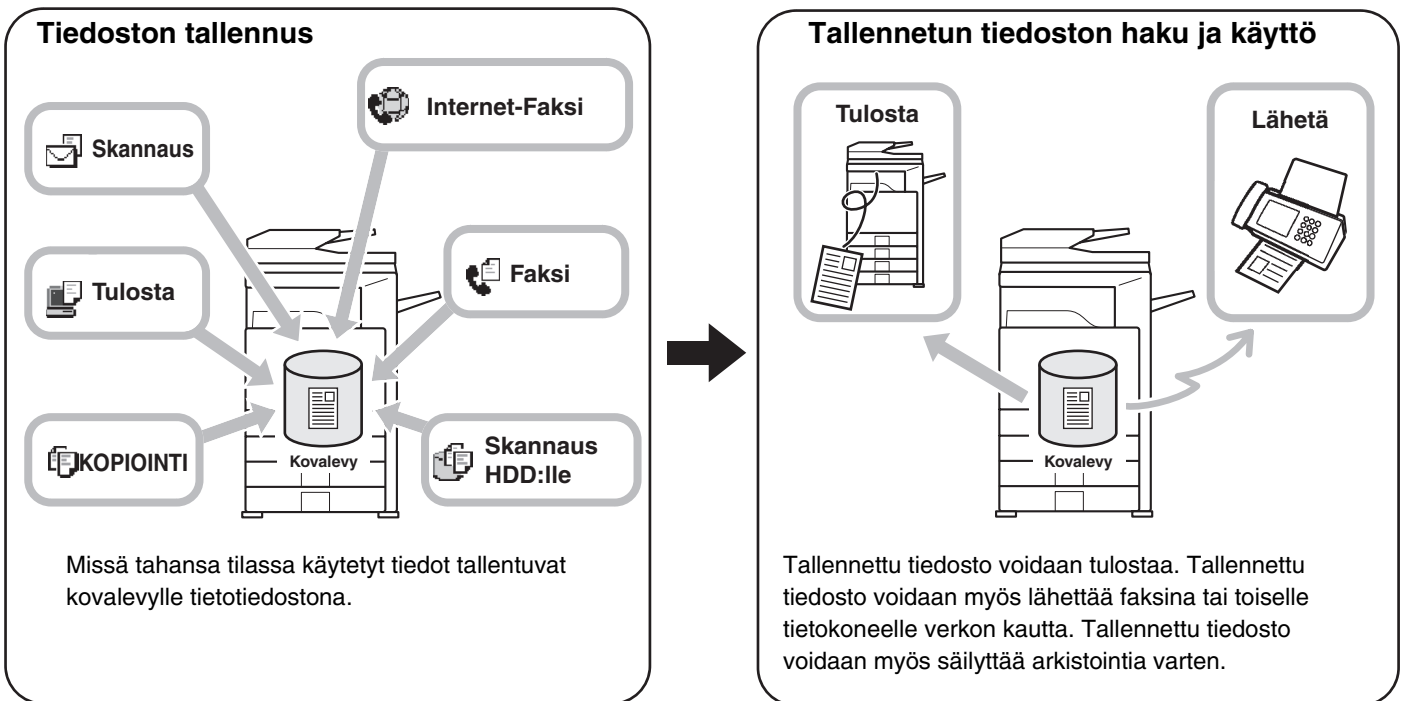 Tiedoston tallennus
Internet-Faksi
Skannaus
Tulosta
Faksi
KOPIOINTI
Skannaus
HDD:lle
Kovalevy
Missä tahansa tilassa käytetyt tiedot tallentuvat
kovalevylle tietotiedostona.
Tallennetun tiedoston haku ja käyttö
Tulosta
Lähetä
Kovalevy
Tallennettu tiedosto voidaan tulostaa. Tallennettu
tiedosto voidaan myös lähettää faksina tai toiselle
tietokoneelle verkon kautta. Tallennettu tiedosto
voidaan myös säilyttää arkistointia varten.